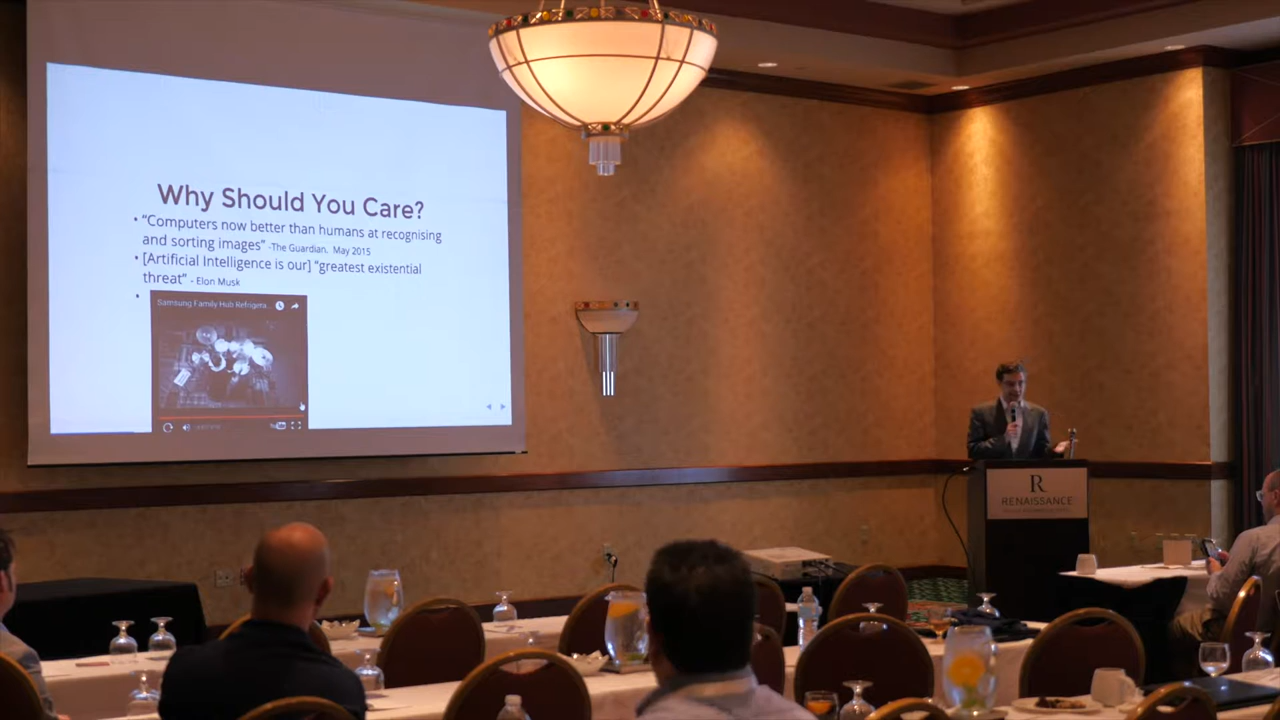 Why Should You Care?
• “Computers now better than humans at recognising
and sorting images” -The Guardian. May 2015
• [Artificial Intelligence is our] “greatest existential
threat” - Elon Musk
•
Samsung Family Hub Refrigera...
R
RENAISSANCE